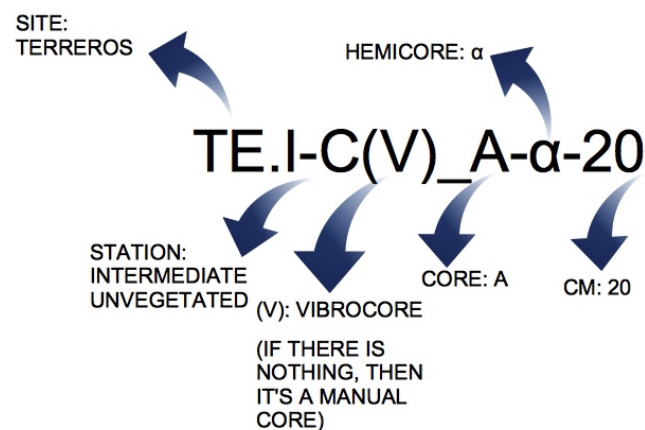 SITE:
TERREROS
HEMICORE: α
TE.I-C(V)_A-α-20
STATION:
INTERMEDIATE
UNVEGETATED
(V): VIBROCORE
(IF THERE IS
NOTHING, THEN
IT'S A MANUAL
CORE)
CORE: A
CM: 20